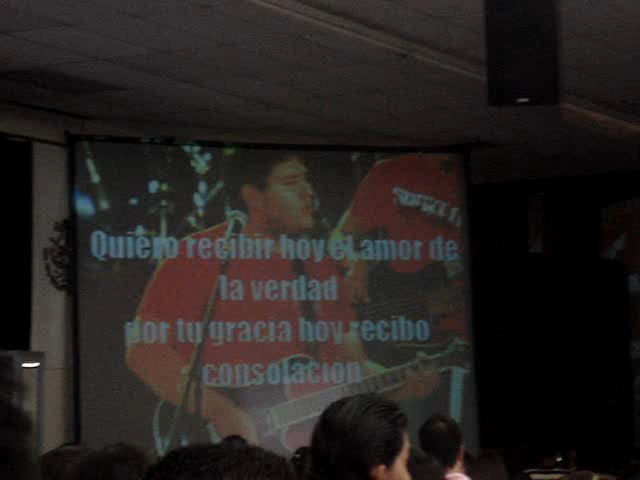 Quiero recibir hoy el amor de
la verdad
por tu gracia hoy recibo
consolacion